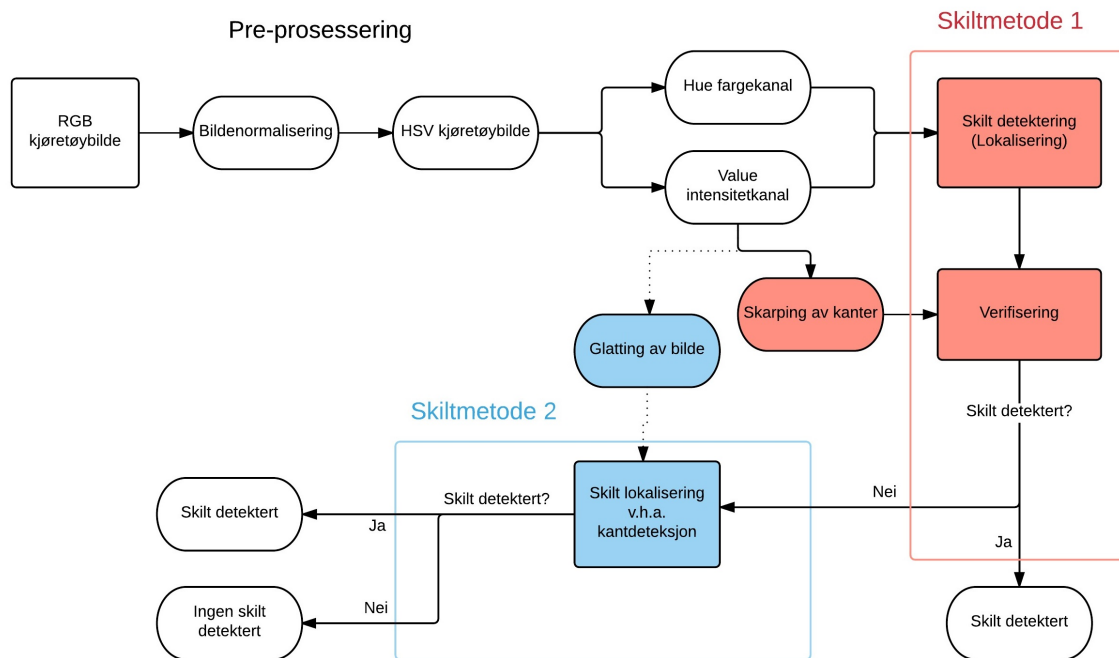 Pre-prosessering
Skiltmetode 1
RGB
kjøretøybilde
Bildenormalisering
HSV kjøretøybilde
Hue fargekanal
Value
intensitetkanal
Skilt detektering
(Lokalisering)
Skarping av kanter
Verifisering
Glatting av bilde
Skiltmetode 2
Skilt detektert?
Skilt lokalisering
v.h.a.
kantdeteksjon
Nei
Ja
Skilt detektert
Skilt detektert?
Ja
Skilt detektert
Nei
Ingen skilt
detektert